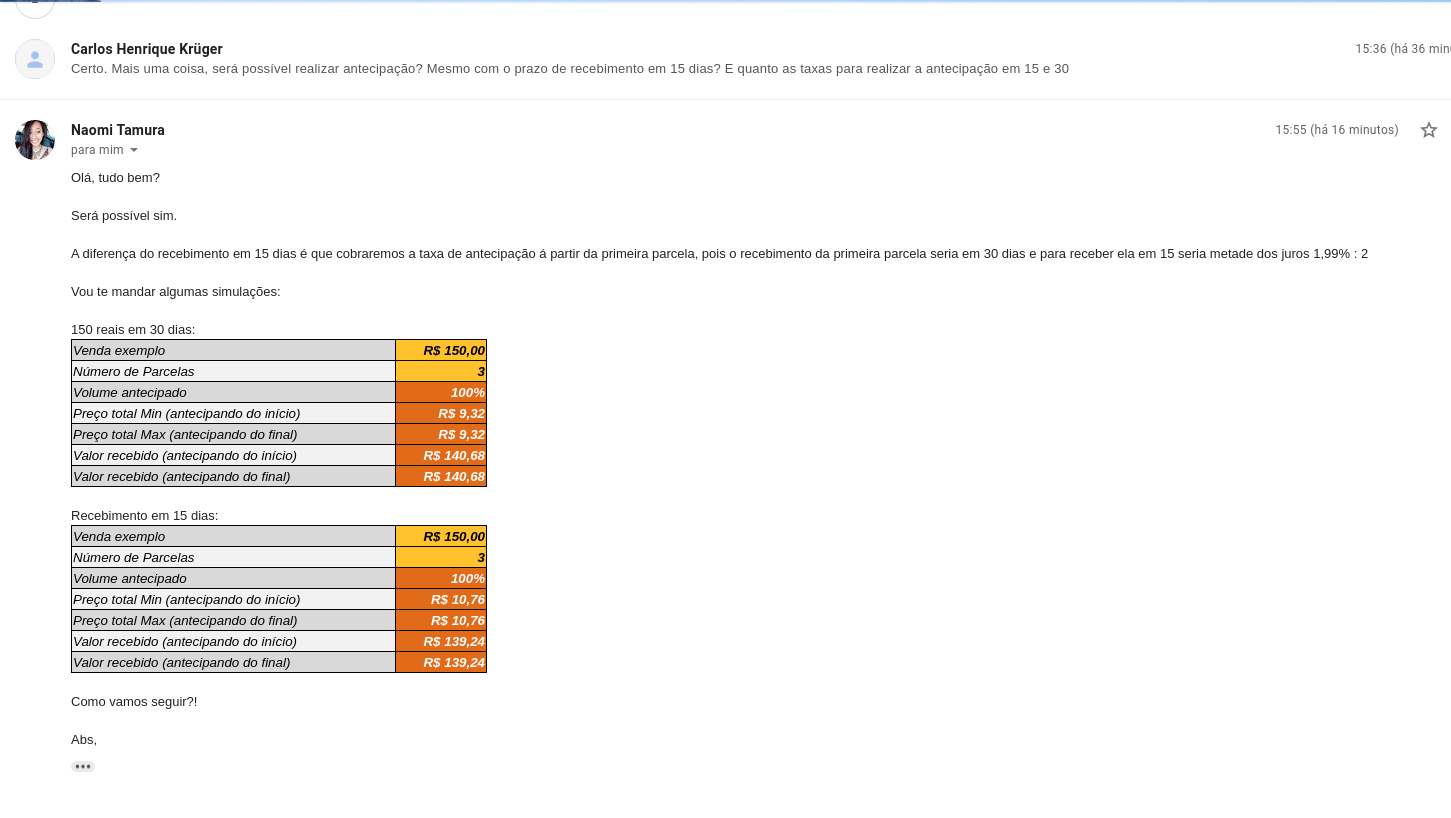 Carlos Henrique Krüger
15:36 (há 36 min
Certo. Mais uma coisa, será possível realizar antecipação? Mesmo com o prazo de recebimento em 15 dias? E quanto as taxas para realizar a antecipação em 15 e 30
Naomi Tamura
15:55 (há 16 minutos)
para mim
Olá, tudo bem?
Será possível sim.
A diferença do recebimento em 15 dias é que cobraremos a taxa de antecipação á partir da primeira parcela, pois o recebimento da primeira parcela seria em 30 dias e para receber ela em 15 seria metade dos juros 1,99% : 2
Vou te mandar algumas simulações:
150 reais em 30 dias:
Venda exemplo R$ 150,00
Número de Parcelas 3
Volume antecipado 100%
Preço total Min (antecipando do início) R$ 9,32
Preço total Max (antecipando do final) R$ 9,32
Valor recebido (antecipando do início) R$ 140,68
Valor recebido (antecipando do final) R$ 140,68
Recebimento em 15 dias:
Venda exemplo R$ 150,00
Número de Parcelas 3
Volume antecipado 100%
Preço total Min (antecipando do início) R$ 10,76
Preço total Max (antecipando do final) R$ 10,76
Valor recebido (antecipando do início) R$ 139,24
Valor recebido (antecipando do final) R$ 139,24
Como vamos seguir?!
Abs,